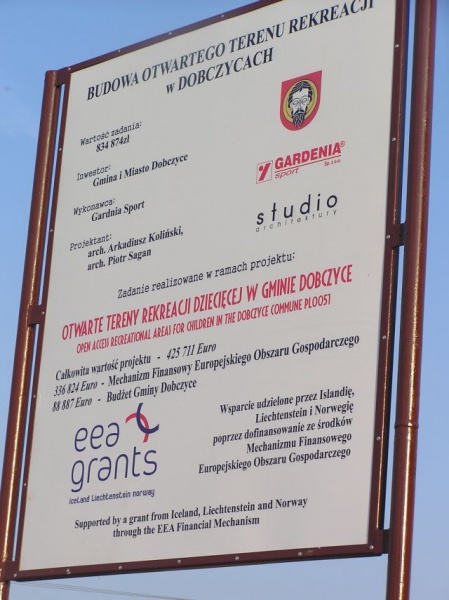 BUDOWA OTWARTEGO TERENU REKREACJI
w DOBCZYCACH
Wartość zadania:
834 874zł
Inwestor:
Gmina i Miasto Dobczyce
Wykonawca:
Gardnia Sport
GARDENIA®
sport Sp. z o.o.
Projektant:
arch. Arkadiusz Koliński,
arch. Piotr Sagan
studio
architektury
Zadanie realizowane w ramach projektu:
OTWARTE TERENY REKREACJI DZIECIĘCEJ W GMINIE DOBCZYCE
OPEN ACCESS RECREATIONAL AREAS FOR CHILDREN IN THE DOBCZYCE COMMUNE PL0051
Całkowita wartość projektu - 425 711 Euro
336 824 Euro - Mechanizm Finansowy Europejskiego Obszaru Gospodarczego
88 887 Euro - Budżet Gminy Dobczyce
eea
grants
iceland liechtenstein norway
Wsparcie udzielone przez Islandię,
Liechtenstein i Norwegię
poprzez dofinansowanie ze środków
Mechanizmu Finansowego
Europejskiego Obszaru Gospodarczego
Supported by a grant from Iceland, Liechtenstein and Norway
through the EEA Financial Mechanism